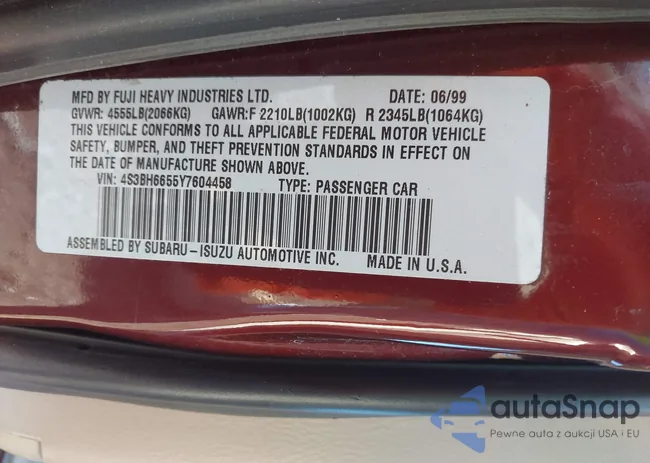 MFD BY FUJI HEAVY INDUSTRIES LTD. DATE: 06/99
GVWR: 4555LB(2066KG) GAWR:F 2210LB(1002KG) R 2345LB(1064KG)
THIS VEHICLE CONFORMS TO ALL APPLICABLE FEDERAL MOTOR VEHICLE
SAFETY, BUMPER, AND THEFT PREVENTION STANDARDS IN EFFECT ON
THE DATE OF MANUFACTURE SHOWN ABOVE.
VIN: 4S3BH6655Y7604458 TYPE: PASSENGER CAR
ASSEMBLED BY SUBARU-ISUZU AUTOMOTIVE INC. MADE IN U.S.A.
autaSnap
Pewne auta z aukcji USA i EU